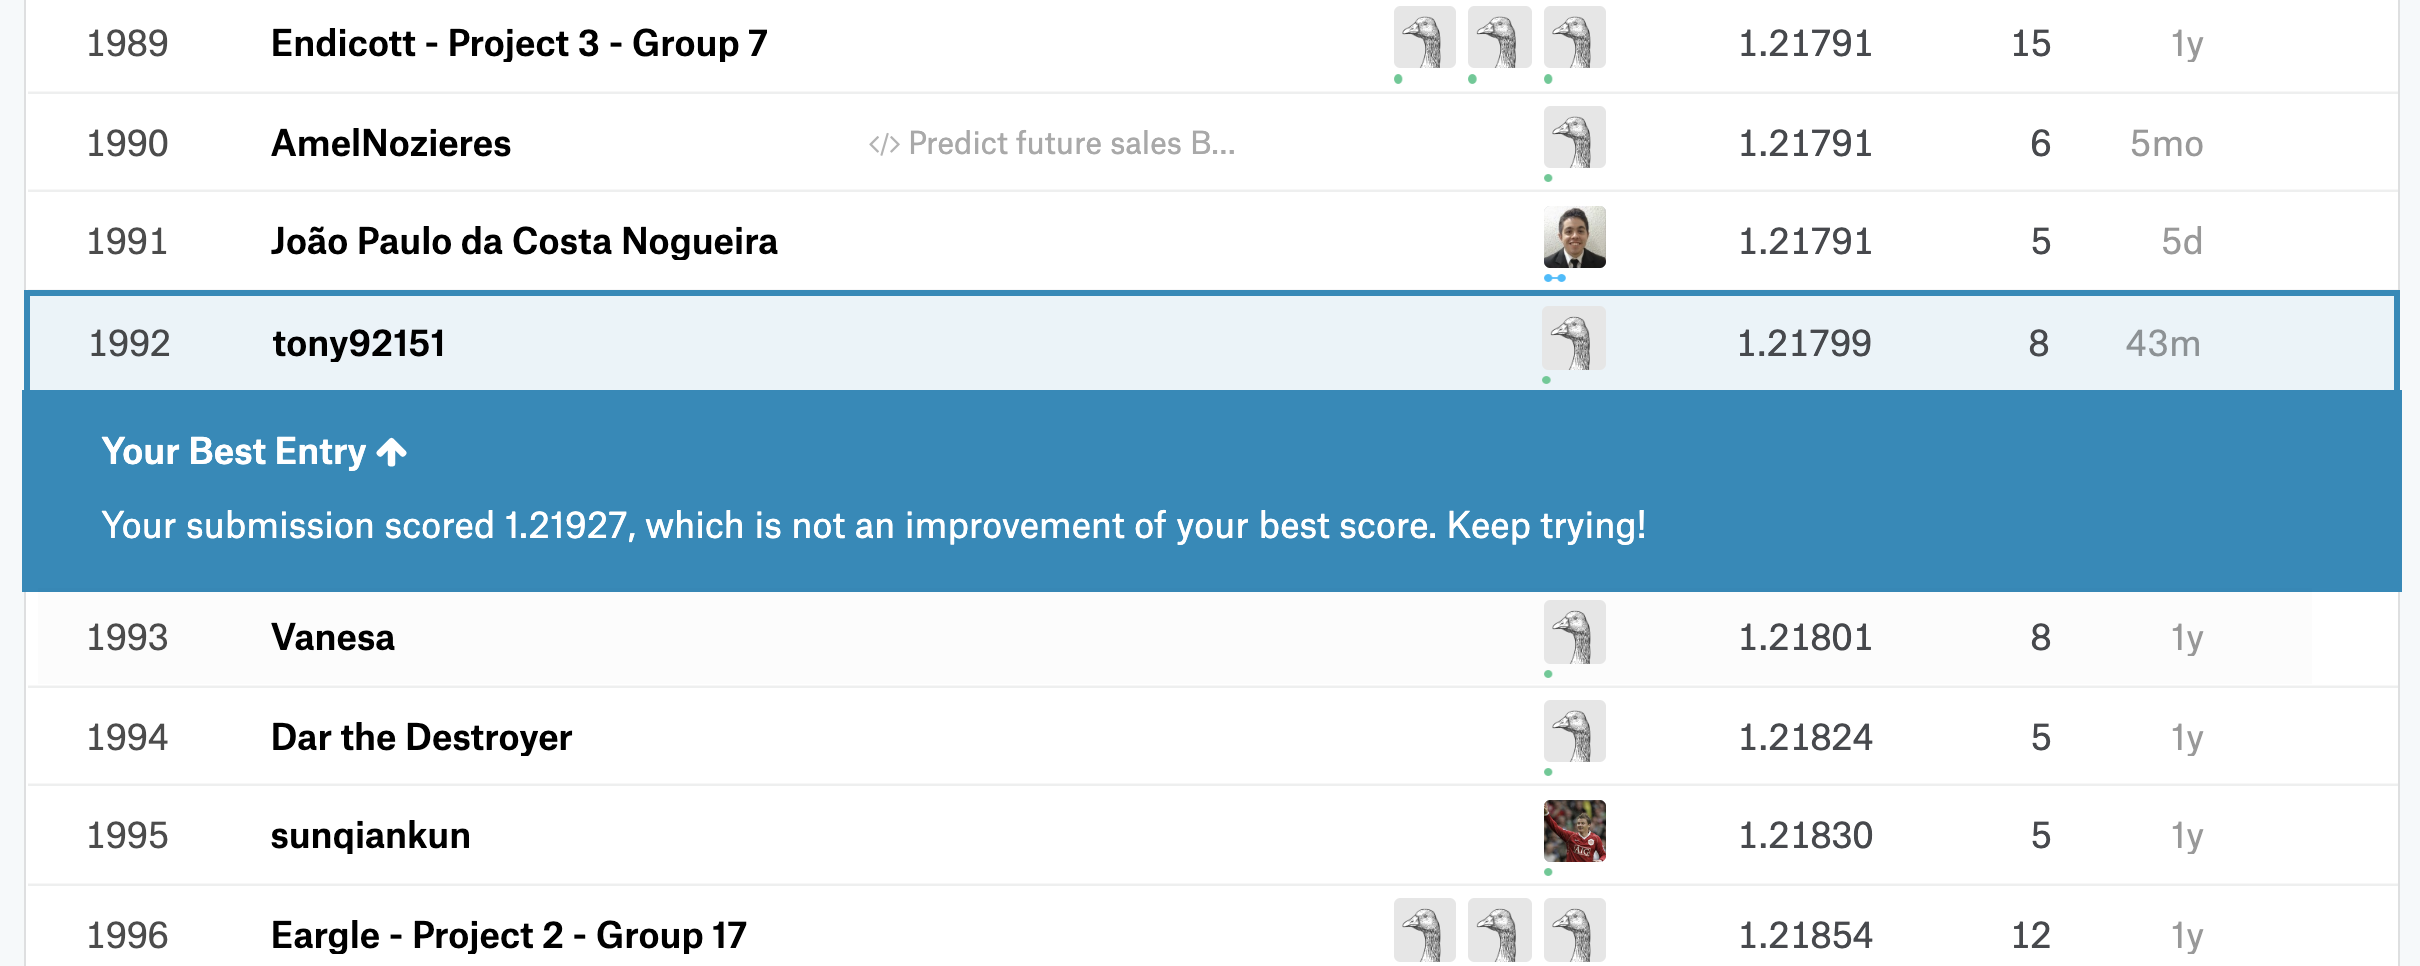 1989 Endicott - Project 3 - Group 7 1.21791 15 1y
1990 AmelNozieres </> Predict future sales B... 1.21791 6 5mo
1991 João Paulo da Costa Nogueira 1.21791 5 5d
1992 tony92151 1.21799 8 43m
Your Best Entry
Your submission scored 1.21927, which is not an improvement of your best score. Keep trying!
1993 Vanesa 1.21801 8 1y
1994 Dar the Destroyer 1.21824 5 1y
1995 sunqiankun 1.21830 5 1y
AIG
1996 Eargle - Project 2 - Group 17 1.21854 12 1y